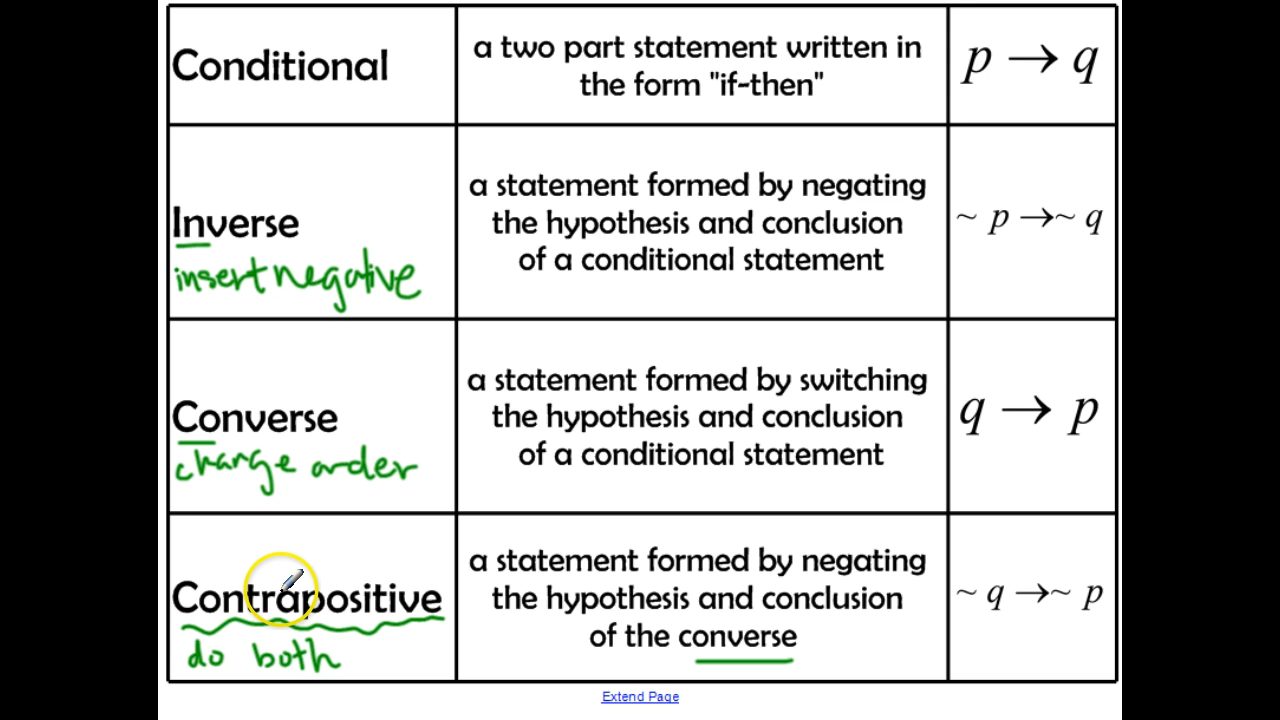 Conditional
a two part statement written in
the form "if-then"
p → q
Inverse
insert negative
a statement formed by negating
the hypothesis and conclusion
of a conditional statement
~ p →~ q
Converse
change order
a statement formed by switching
the hypothesis and conclusion
of a conditional statement
q → p
Contrapositive
do both
a statement formed by negating
the hypothesis and conclusion
of the converse
~ q →~ p
Extend Page